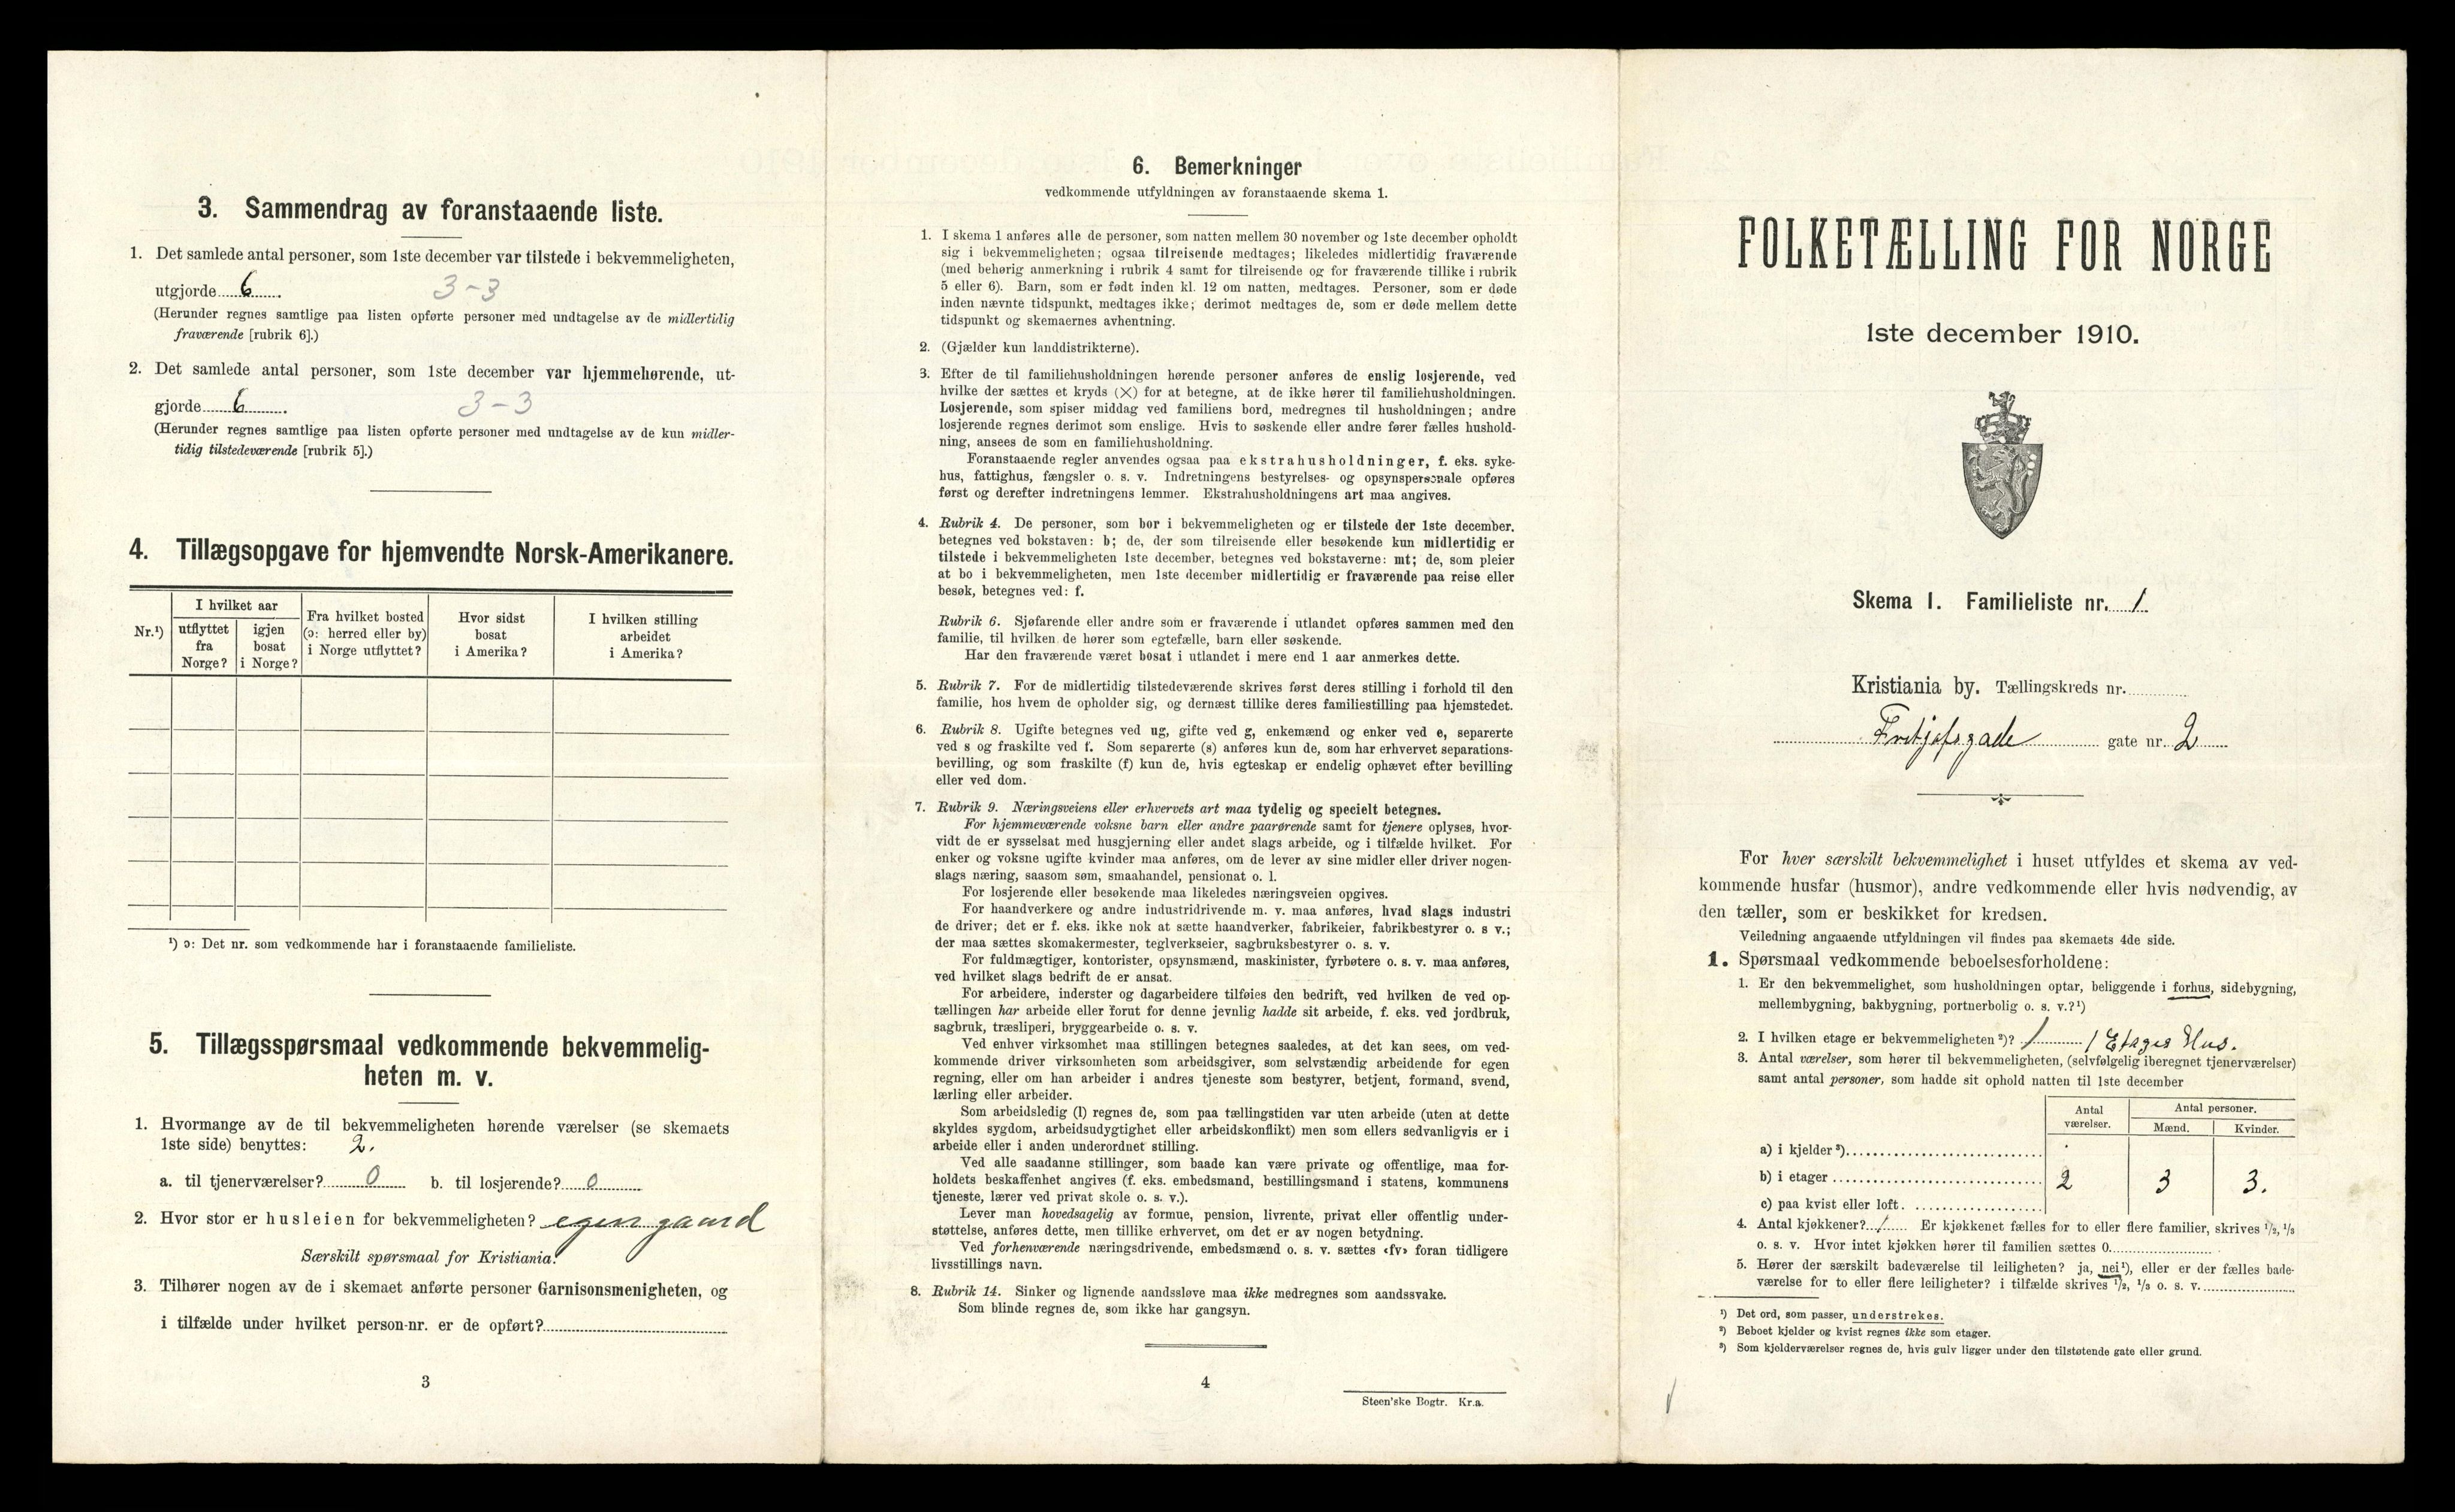 3. Sammendrag av foranstaaende liste.
1. Det samlede antal personer, som 1ste december var tilstede i bekvemmeligheten,
utgjorde 6 3-3
(Herunder regnes samtlige paa listen opførte personer med undtagelse av de midlertidig
fraværende [rubrik 6].)
2. Det samlede antal personer, som 1ste december var hjemmehørende, ut-
gjorde 6 3-3
(Herunder regnes samtlige paa listen opførte personer med undtagelse av de kun midler-
tidig tilstedeværende [rubrik 5].)
4. Tillægsopgave for hjemvendte Norsk-Amerikanere.
Nr.¹)
I hvilket aar
utflyttet fra Norge?
igjen bosat i Norge?
Fra hvilket bosted (ɔ: herred eller by) i Norge utflyttet?
Hvor sidst bosat i Amerika?
I hvilken stilling arbeidet i Amerika?
¹) ɔ: Det nr. som vedkommende har i foranstaaende familieliste.
5. Tillægsspørsmaal vedkommende bekvemmelig-
heten m. v.
1. Hvormange av de til bekvemmeligheten hørende værelser (se skemaets
1ste side) benyttes: 2.
a. til tjenerværelser? 0 b. til losjerende? 0
2. Hvor stor er husleien for bekvemmeligheten? egen gaard
Særskilt spørsmaal for Kristiania:
3. Tilhører nogen av de i skemaet anførte personer Garnisonsmenigheten, og
i tilfælde under hvilket person-nr. er de opført?
3
6. Bemerkninger
vedkommende utfyldningen av foranstaaende skema 1.
1. I skema 1 anføres alle de personer, som natten mellem 30 november og 1ste december opholdt
sig i bekvemmeligheten; ogsaa tilreisende medtages; likeledes midlertidig fraværende
(med behørig anmerkning i rubrik 4 samt for tilreisende og for fraværende tillike i rubrik
5 eller 6). Barn, som er født inden kl. 12 om natten, medtages. Personer, som er døde
inden nævnte tidspunkt, medtages ikke; derimot medtages de, som er døde mellem dette
tidspunkt og skemaernes avhentning.
2. (Gjælder kun landdistrikterne).
3. Efter de til familiehusholdningen hørende personer anføres de enslig losjerende, ved
hvilke der sættes et kryds (×) for at betegne, at de ikke hører til familiehusholdningen.
Losjerende, som spiser middag ved familiens bord, medregnes til husholdningen; andre
losjerende regnes derimot som enslige. Hvis to søskende eller andre fører fælles hushold-
ning, ansees de som en familiehusholdning.
Foranstaaende regler anvendes ogsaa paa ekstrahusholdninger, f. eks. syke-
hus, fattighus, fængsler o. s. v. Indretningens bestyrelses- og opsynspersonale opføres
først og derefter indretningens lemmer. Ekstrahusholdningens art maa angives.
4. Rubrik 4. De personer, som bor i bekvemmeligheten og er tilstede der 1ste december,
betegnes ved bokstaven: b; de, der som tilreisende eller besøkende kun midlertidig er
tilstede i bekvemmeligheten 1ste december, betegnes ved bokstaverne: mt; de, som pleier
at bo i bekvemmeligheten, men 1ste december midlertidig er fraværende paa reise eller
besøk, betegnes ved: f.
Rubrik 6. Sjøfarende eller andre som er fraværende i utlandet opføres sammen med den
familie, til hvilken de hører som egtefælle, barn eller søskende.
Har den fraværende været bosat i utlandet i mere end 1 aar anmerkes dette.
5. Rubrik 7. For de midlertidig tilstedeværende skrives først deres stilling i forhold til den
familie, hos hvem de opholder sig, og dernæst tillike deres familiestilling paa hjemstedet.
6. Rubrik 8. Ugifte betegnes ved ug, gifte ved g, enkemænd og enker ved e, separerte
ved s og fraskilte ved f. Som separerte (s) anføres kun de, som har erhvervet separations-
bevilling, og som fraskilte (f) kun de, hvis egteskap er endelig ophævet efter bevilling
eller ved dom.
7. Rubrik 9. Næringsveiens eller erhvervets art maa tydelig og specielt betegnes.
For hjemmeværende voksne barn eller andre paarørende samt for tjenere oplyses, hvor-
vidt de er sysselsat med husgjerning eller andet slags arbeide, og i tilfælde hvilket. For
enker og voksne ugifte kvinder maa anføres, om de lever av sine midler eller driver nogen-
slags næring, saasom søm, smaahandel, pensionat o. l.
For losjerende eller besøkende maa likeledes næringsveien opgives.
For haandverkere og andre industridrivende m. v. maa anføres, hvad slags industri
de driver; det er f. eks. ikke nok at sætte haandverker, fabrikeier, fabrikbestyrer o. s v.;
der maa sættes skomakermester, teglverkseier, sagbruksbestyrer o. s. v.
For fuldmægtiger, kontorister, opsynsmænd, maskinister, fyrbøtere o. s. v. maa anføres,
ved hvilket slags bedrift de er ansat.
For arbeidere, inderster og dagarbeidere tilføies den bedrift, ved hvilken de ved op-
tællingen har arbeide eller forut for denne jevnlig hadde sit arbeide, f. eks. ved jordbruk,
sagbruk, træsliperi, bryggearbeide o. s. v.
Ved enhver virksomhet maa stillingen betegnes saaledes, at det kan sees, om ved-
kommende driver virksomheten som arbeidsgiver, som selvstændig arbeidende for egen
regning, eller om han arbeider i andres tjeneste som bestyrer, betjent, formand, svend,
lærling eller arbeider.
Som arbeidsledig (l) regnes de, som paa tællingstiden var uten arbeide (uten at dette
skyldes sygdom, arbeidsudygtighet eller arbeidskonflikt) men som ellers sedvanligvis er i
arbeide eller i anden underordnet stilling.
Ved alle saadanne stillinger, som baade kan være private og offentlige, maa for-
holdets beskaffenhet angives (f. eks. embedsmand, bestillingsmand i statens, kommunens
tjeneste, lærer ved privat skole o. s. v.).
Lever man hovedsagelig av formue, pension, livrente, privat eller offentlig under-
støttelse, anføres dette, men tillike erhvervet, om det er av nogen betydning.
Ved forhenværende næringsdrivende, embedsmænd o. s. v. sættes «fv» foran tidligere
livsstillings navn.
8. Rubrik 14. Sinker og lignende aandssløve maa ikke medregnes som aandssvake.
Som blinde regnes de, som ikke har gangsyn.
4
Steen'ske Bogtr. Kr.a.
FOLKETÆLLING FOR NORGE
1ste december 1910.
Skema 1. Familieliste nr. 1
Kristiania by. Tællingskreds nr.
Fritjofsgade gate nr. 2
For hver særskilt bekvemmelighet i huset utfyldes et skema av ved-
kommende husfar (husmor), andre vedkommende eller hvis nødvendig, av
den tæller, som er beskikket for kredsen.
Veiledning angaaende utfyldningen vil findes paa skemaets 4de side.
1. Spørsmaal vedkommende beboelsesforholdene:
1. Er den bekvemmelighet, som husholdningen optar, beliggende i forhus, sidebygning,
mellembygning, bakbygning, portnerbolig o. s. v.?¹)
2. I hvilken etage er bekvemmeligheten ²)? 1 1 Etages Hus.
3. Antal værelser, som hører til bekvemmeligheten, (selvfølgelig iberegnet tjenerværelser)
samt antal personer, som hadde sit ophold natten til 1ste december
Antal værelser. Antal personer.
Mænd. Kvinder.
a) i kjelder ³)
b) i etager 2 3 3.
c) paa kvist eller loft.
4. Antal kjøkkener? 1 Er kjøkkenet fælles for to eller flere familier, skrives ¹/₂, ¹/₃
o. s. v. Hvor intet kjøkken hører til familien sættes 0.
5. Hører der særskilt badeværelse til leiligheten? ja, nei¹), eller er der fælles bade-
værelse for to eller flere leiligheter? i tilfælde skrives ¹/₂, ¹/₃ o. s. v.
¹) Det ord, som passer, understrekes.
²) Beboet kjelder og kvist regnes ikke som etager.
³) Som kjelderværelser regnes de, hvis gulv ligger under den tilstøtende gate eller grund.